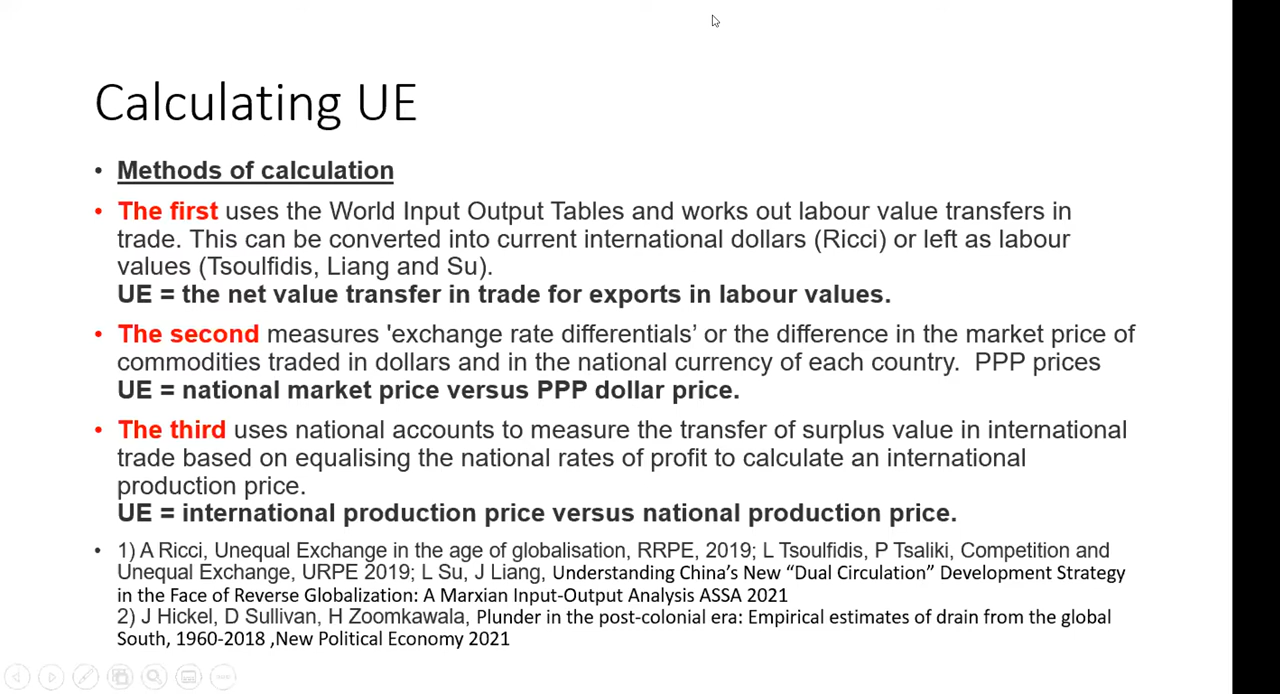 Calculating UE
• Methods of calculation
• The first uses the World Input Output Tables and works out labour value transfers in
trade. This can be converted into current international dollars (Ricci) or left as labour
values (Tsoulfidis, Liang and Su).
UE = the net value transfer in trade for exports in labour values.
• The second measures 'exchange rate differentials’ or the difference in the market price of
commodities traded in dollars and in the national currency of each country.  PPP prices
UE = national market price versus PPP dollar price.
• The third uses national accounts to measure the transfer of surplus value in international
trade based on equalising the national rates of profit to calculate an international
production price.
UE = international production price versus national production price.
• 1) A Ricci, Unequal Exchange in the age of globalisation, RRPE, 2019; L Tsoulfidis, P Tsaliki, Competition and
Unequal Exchange, URPE 2019; L Su, J Liang, Understanding China’s New “Dual Circulation” Development Strategy
in the Face of Reverse Globalization: A Marxian Input-Output Analysis ASSA 2021
2) J Hickel, D Sullivan, H Zoomkawala, Plunder in the post-colonial era: Empirical estimates of drain from the global
South, 1960-2018 ,New Political Economy 2021